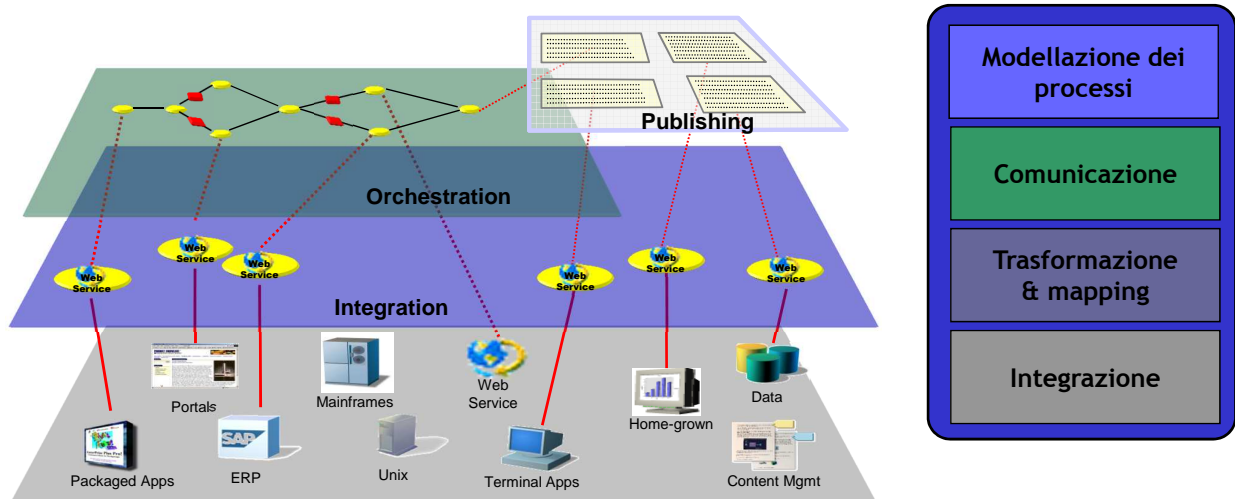 Publishing
Orchestration
Web
Service
Web
Service
Web
Service
Web
Service
Web
Service
Web
Service
Integration
Portals
Mainframes
Web
Service
Home-grown
Data
Packaged Apps
SAP
ERP
Unix
Terminal Apps
Content Mgmt
Modellazione dei
processi
Comunicazione
Trasformazione
& mapping
Integrazione